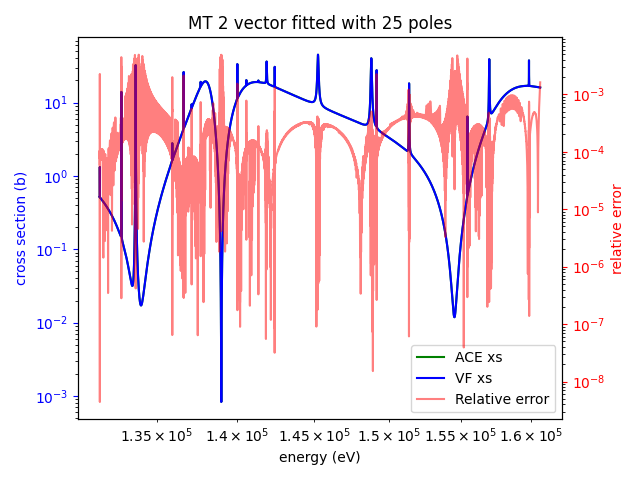 MT 2 vector fitted with 25 poles
cross section (b)
10¹
10⁰
10⁻¹
10⁻²
10⁻³
relative error
10⁻³
10⁻⁴
10⁻⁵
10⁻⁶
10⁻⁷
10⁻⁸
ACE xs
VF xs
Relative error
1.35 × 10⁵ 1.4 × 10⁵ 1.45 × 10⁵ 1.5 × 10⁵ 1.55 × 10⁵ 1.6 × 10⁵
energy (eV)